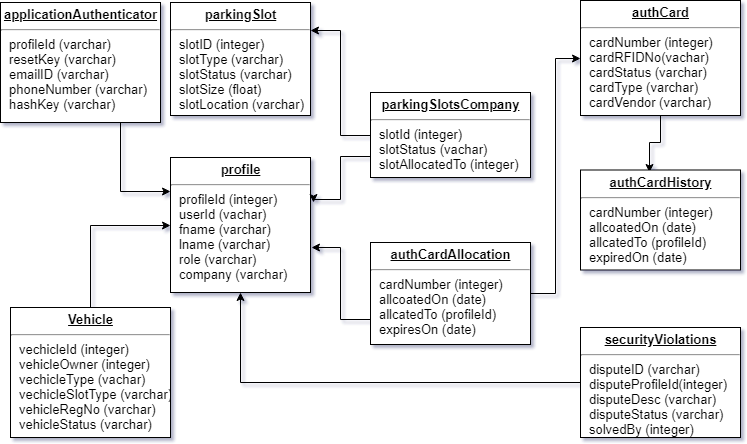 applicationAuthenticator
profileId (varchar)
resetKey (varchar)
emailID (varchar)
phoneNumber (varchar)
hashKey (varchar)
parkingSlot
slotID (integer)
slotType (varchar)
slotStatus (varchar)
slotSize (float)
slotLocation (varchar)
parkingSlotsCompany
slotId (integer)
slotStatus (vachar)
slotAllocatedTo (integer)
authCard
cardNumber (integer)
cardRFIDNo(vachar)
cardStatus (varchar)
cardType (varchar)
cardVendor (varchar)
profile
profileId (integer)
userId (vachar)
fname (varchar)
lname (varchar)
role (varchar)
company (varchar)
authCardHistory
cardNumber (integer)
allcoatedOn (date)
allcatedTo (profileId)
expiredOn (date)
authCardAllocation
cardNumber (integer)
allcoatedOn (date)
allcatedTo (profileId)
expiresOn (date)
Vehicle
vechicleId (integer)
vehicleOwner (integer)
vechicleType (vachar)
vechicleSlotType (varchar)
vehicleRegNo (varchar)
vehicleStatus (varchar)
securityViolations
disputeID (varchar)
disputeProfileId(integer)
disputeDesc (varchar)
disputeStatus (varchar)
solvedBy (integer)